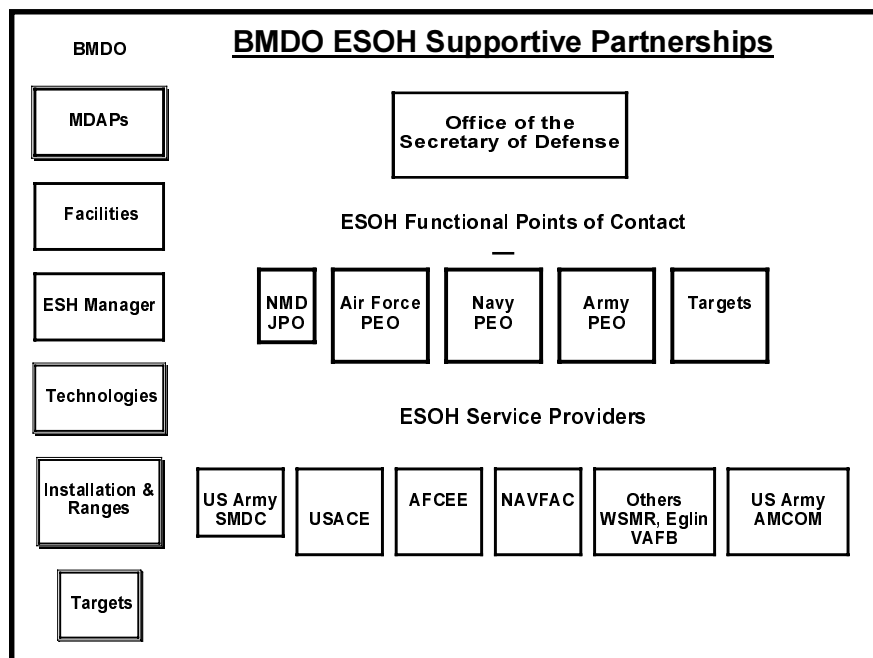 BMDO
BMDO ESOH Supportive Partnerships
MDAPs
Facilities
ESH Manager
Technologies
Installation &
Ranges
Targets
Office of the
Secretary of Defense
ESOH Functional Points of Contact
NMD
JPO
Air Force
PEO
Navy
PEO
Army
PEO
Targets
ESOH Service Providers
US Army
SMDC
USACE
AFCEE
NAVFAC
Others
WSMR, Eglin
VAFB
US Army
AMCOM